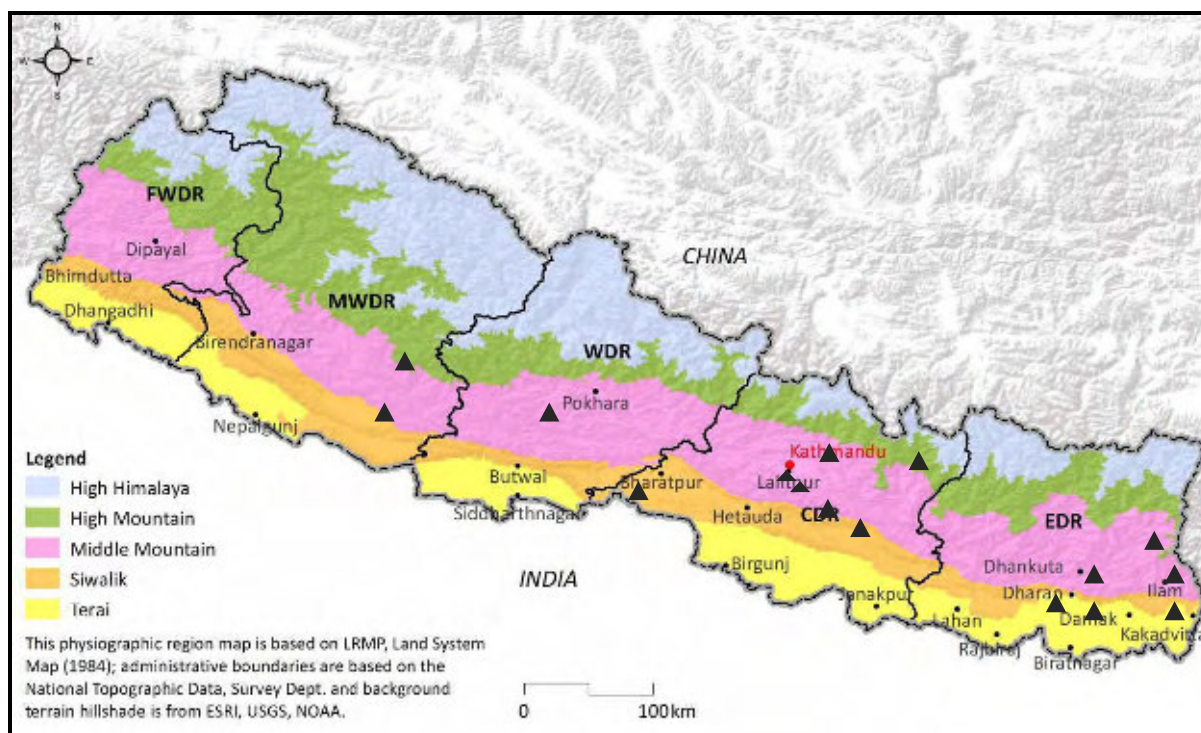 N
W E
S
CHINA
FWDR
Dipayal
Bhimdutta
Dhangadhi
MWDR
Birendranagar
WDR
Pokhara
Nepalgunj
Kathmandu
Lalitpur
Butwal
Bharatpur
Siddharthnagar
Hetauda
CDR
EDR
INDIA
Birgunj
Dhankuta
Ilam
Janakpur
Dharan
Damak
Lahan
Kakadvitta
Rajbiraj
Biratnagar
Legend
High Himalaya
High Mountain
Middle Mountain
Siwalik
Terai
This physiographic region map is based on LRMP, Land System
Map (1984); administrative boundaries are based on the
National Topographic Data, Survey Dept. and background
terrain hillshade is from ESRI, USGS, NOAA.
0 100km